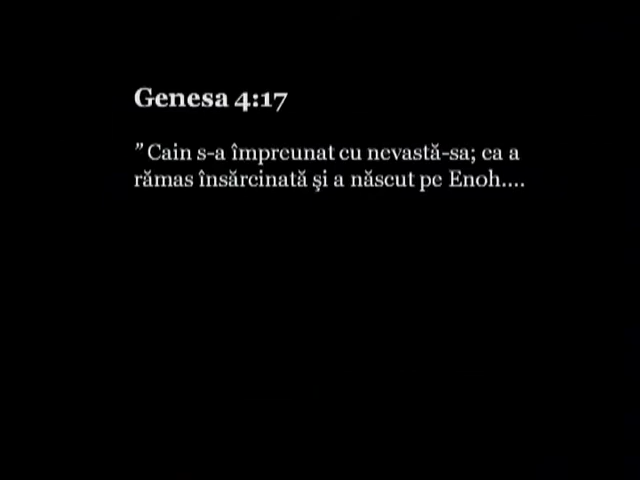 Genesa 4:17
” Cain s-a împreunat cu nevastă-sa; ea a
rămas însărcinată şi a născut pe Enoh....